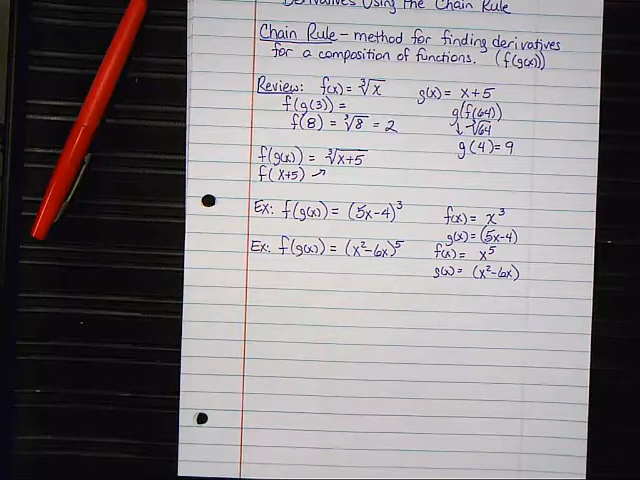 Derivatives Using the Chain Rule
Chain Rule - method for finding derivatives
for a composition of functions. (f(g(x))
Review: f(x) = ∛x g(x) = x+5
f(g(3)) = g(f(64))
f(8) = ∛8 = 2 ↓ ∛64
g(4) = 9
f(g(x)) = ∛x+5
f(x+5) ↗
Ex: f(g(x)) = (5x-4)³ f(x) = x³
g(x) = (5x-4)
Ex: f(g(x)) = (x²-6x)⁵ f(x) = x⁵
g(x) = (x²-6x)